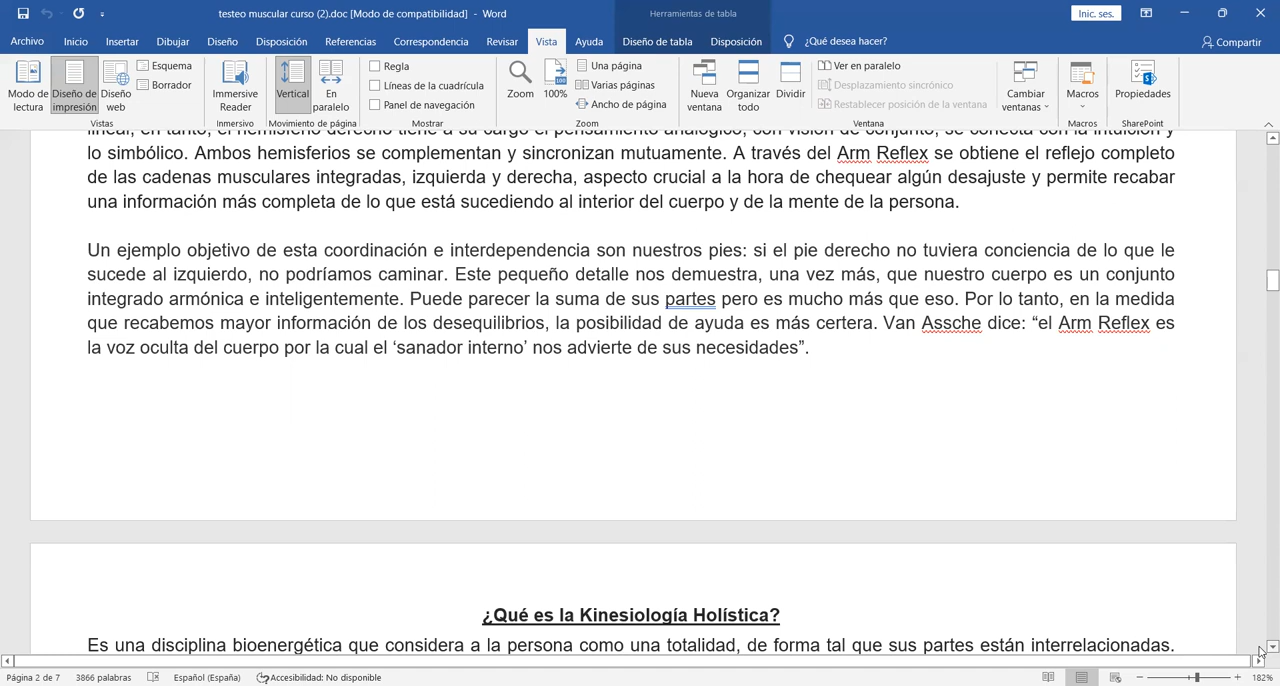 testeo muscular curso (2).doc [Modo de compatibilidad] - Word
Herramientas de tabla
Inic. ses.
Archivo Inicio Insertar Dibujar Diseño Disposición Referencias Correspondencia Revisar Vista Ayuda Diseño de tabla Disposición ¿Qué desea hacer? Compartir
Modo de lectura
Diseño de impresión
Diseño web
Esquema
Borrador
Vistas
Immersive Reader
Inmersivo
Vertical
En paralelo
Movimiento de página
Regla
Líneas de la cuadrícula
Panel de navegación
Mostrar
Zoom
100%
Una página
Varias páginas
Ancho de página
Zoom
Nueva ventana
Organizar todo
Dividir
Ver en paralelo
Desplazamiento sincrónico
Restablecer posición de la ventana
Cambiar ventanas
Ventana
Macros
Macros
Propiedades
SharePoint
lineal, en tanto, el hemisferio derecho tiene a su cargo el pensamiento analógico, con visión de conjunto, se conecta con la intuición y
lo simbólico. Ambos hemisferios se complementan y sincronizan mutuamente. A través del Arm Reflex se obtiene el reflejo completo
de las cadenas musculares integradas, izquierda y derecha, aspecto crucial a la hora de chequear algún desajuste y permite recabar
una información más completa de lo que está sucediendo al interior del cuerpo y de la mente de la persona.
Un ejemplo objetivo de esta coordinación e interdependencia son nuestros pies: si el pie derecho no tuviera conciencia de lo que le
sucede al izquierdo, no podríamos caminar. Este pequeño detalle nos demuestra, una vez más, que nuestro cuerpo es un conjunto
integrado armónica e inteligentemente. Puede parecer la suma de sus partes pero es mucho más que eso. Por lo tanto, en la medida
que recabemos mayor información de los desequilibrios, la posibilidad de ayuda es más certera. Van Assche dice: “el Arm Reflex es
la voz oculta del cuerpo por la cual el ‘sanador interno’ nos advierte de sus necesidades”.
¿Qué es la Kinesiología Holística?
Es una disciplina bioenergética que considera a la persona como una totalidad, de forma tal que sus partes están interrelacionadas.
Página 2 de 7 3866 palabras Español (España) Accesibilidad: No disponible 182%